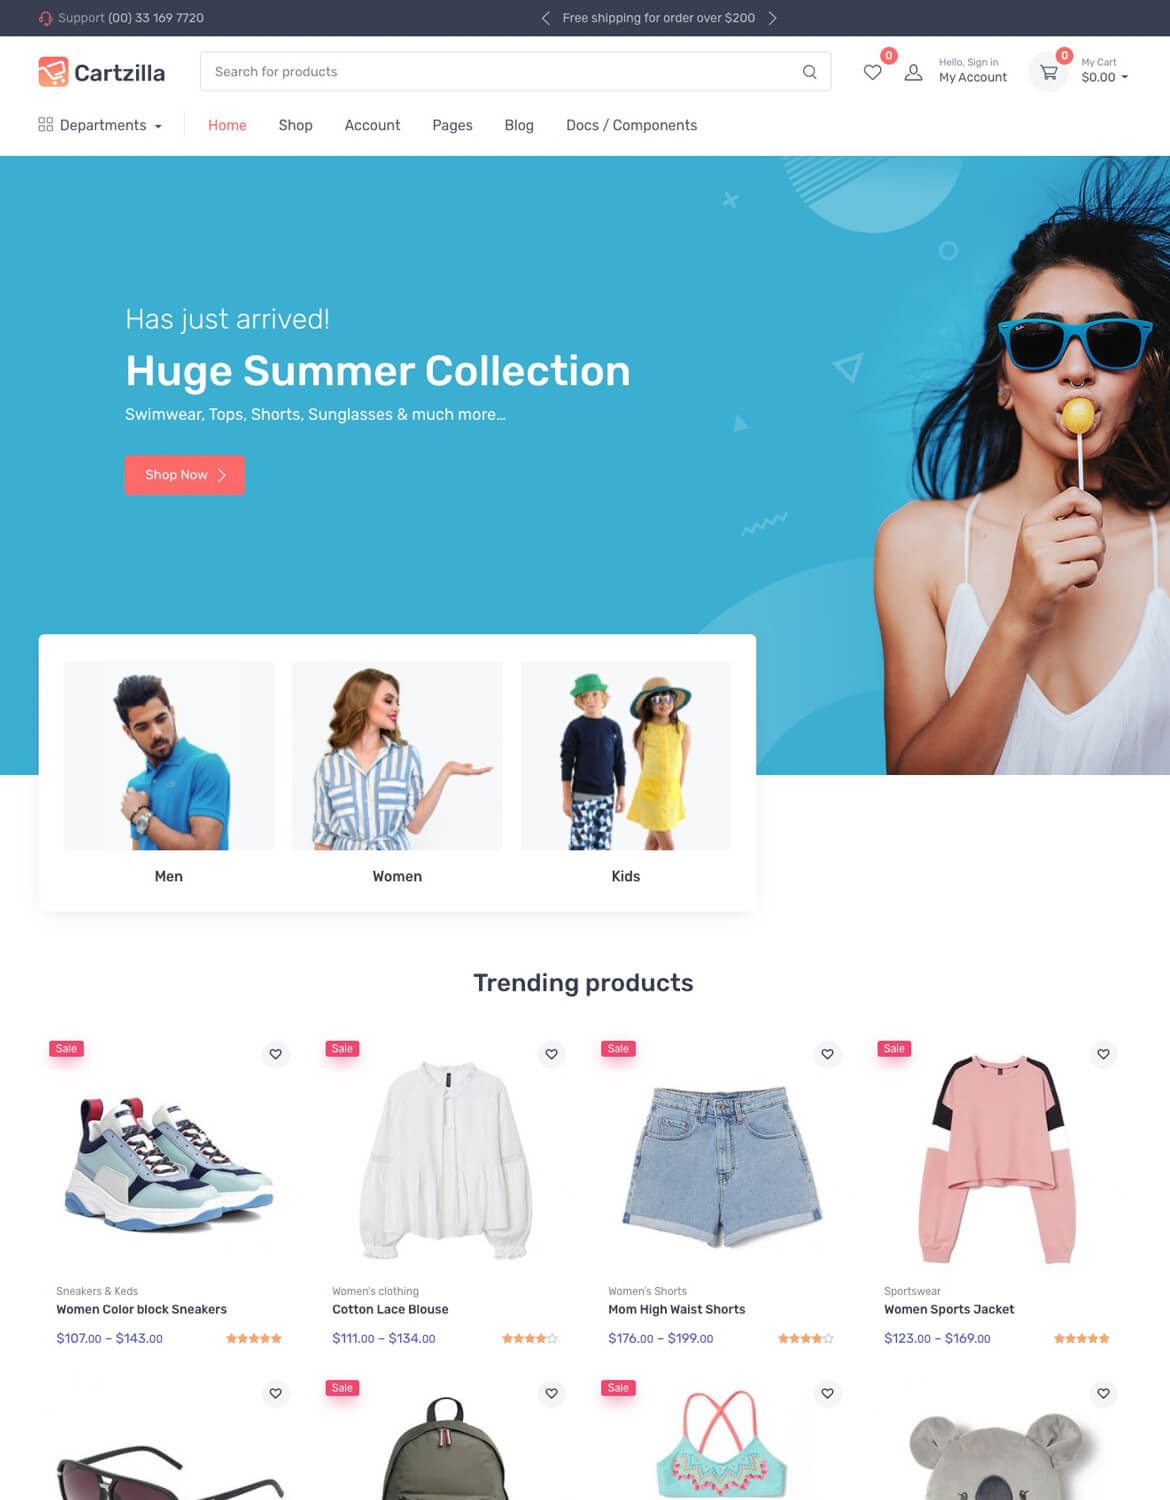 Support (00) 33 169 7720
Free shipping for order over $200
Cartzilla
Search for products
0
Hello, Sign in
My Account
0
My Cart
$0.00
Departments
Home
Shop
Account
Pages
Blog
Docs / Components
Has just arrived!
Huge Summer Collection
Swimwear, Tops, Shorts, Sunglasses & much more...
Shop Now
Men
Women
Kids
Trending products
Sale
Sale
Sale
Sale
Sneakers & Keds
Women Color block Sneakers
$107.00 – $143.00
Women's clothing
Cotton Lace Blouse
$111.00 – $134.00
Women's Shorts
Mom High Waist Shorts
$176.00 – $199.00
Sportswear
Women Sports Jacket
$123.00 – $169.00
Sale
Sale